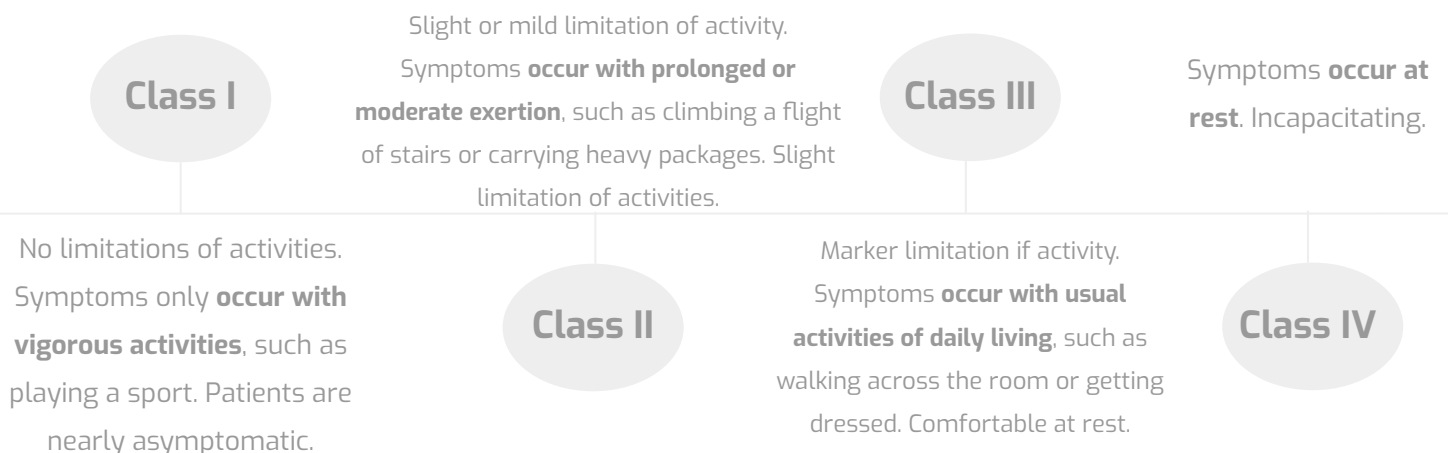 Class I
No limitations of activities.
Symptoms only occur with
vigorous activities, such as
playing a sport. Patients are
nearly asymptomatic.
Slight or mild limitation of activity.
Symptoms occur with prolonged or
moderate exertion, such as climbing a flight
of stairs or carrying heavy packages. Slight
limitation of activities.
Class II
Class III
Marker limitation if activity.
Symptoms occur with usual
activities of daily living, such as
walking across the room or getting
dressed. Comfortable at rest.
Symptoms occur at
rest. Incapacitating.
Class IV